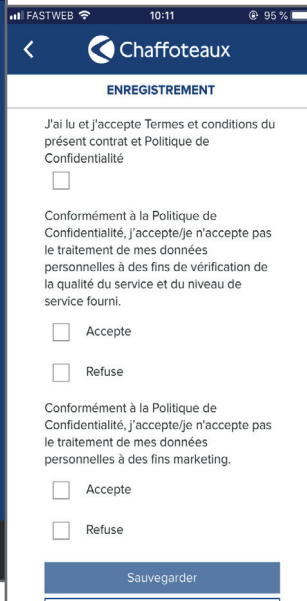 FASTWEB 10:11 95 %
Chaffoteaux
ENREGISTREMENT
J'ai lu et j'accepte Termes et conditions du
présent contrat et Politique de
Confidentialité
Conformément à la Politique de
Confidentialité, j'accepte/je n'accepte pas
le traitement de mes données
personnelles à des fins de vérification de
la qualité du service et du niveau de
service fourni.
Accepte
Refuse
Conformément à la Politique de
Confidentialité, j'accepte/je n'accepte pas
le traitement de mes données
personnelles à des fins marketing.
Accepte
Refuse
Sauvegarder